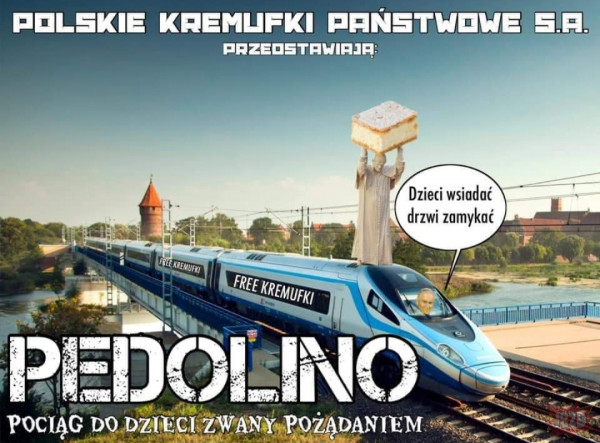 POLSKIE KREMUFKI PAŃSTWOWE S.A.
PRZEDSTAWIAJĄ:
Dzieci wsiadać
drzwi zamykać
FREE KREMUFKI
FREE KREMUFKI
PEDOLINO
POCIĄG DO DZIECI ZWANY POŻĄDANIEM